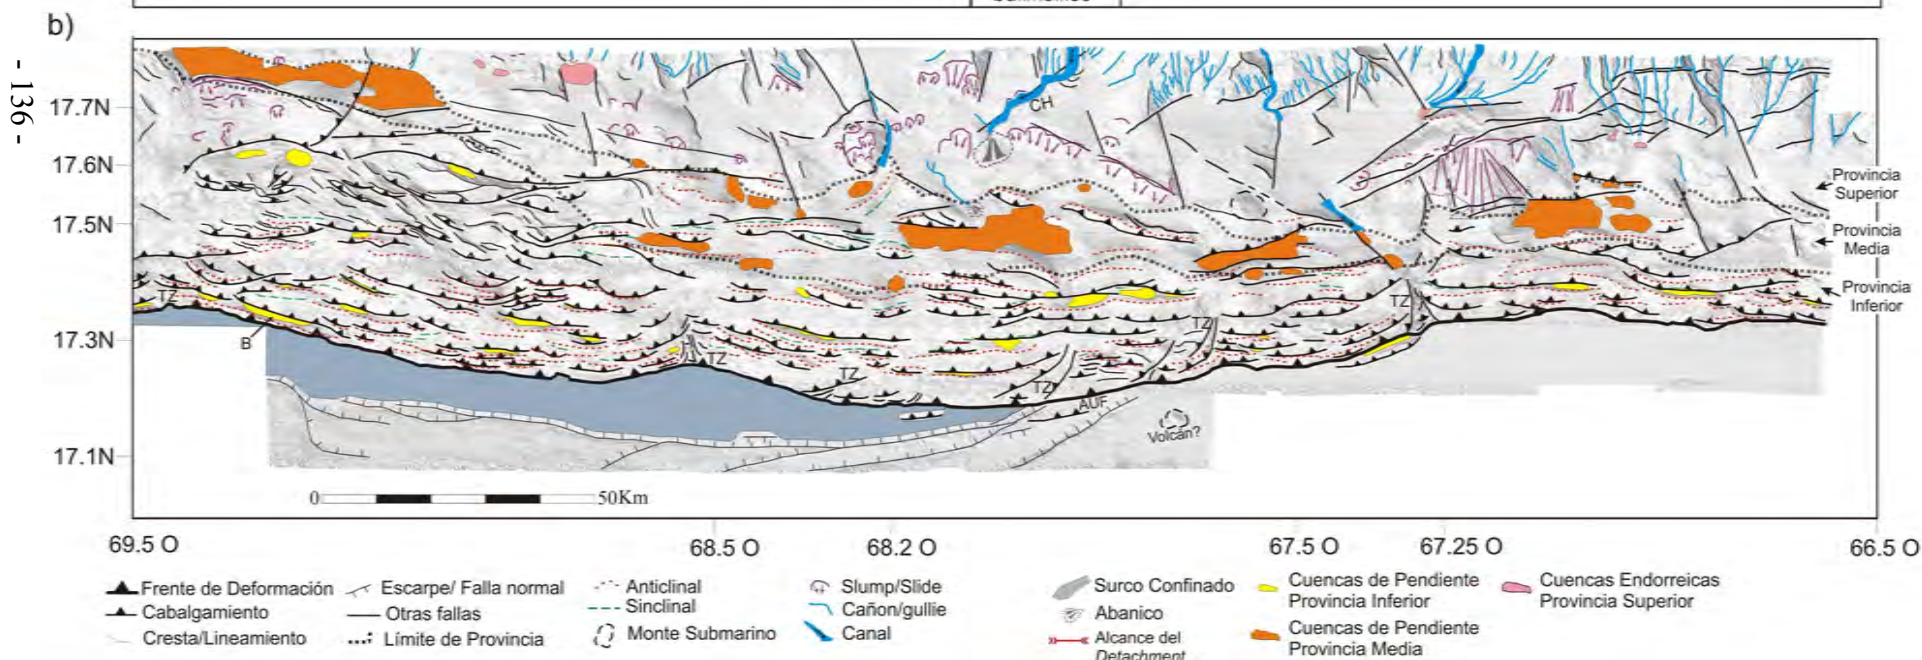 submarinos
b)
- 136 -
17.7N
17.6N
17.5N
17.3N
17.1N
CH
TZ
TZ
TZ
TZ
TZ
TZ
B
AUF
Volcán?
Provincia
Superior
Provincia
Media
Provincia
Inferior
0 50Km
69.5 O 68.5 O 68.2 O 67.5 O 67.25 O 66.5 O
Frente de Deformación
Cabalgamiento
Cresta/Lineamiento
Escarpe/ Falla normal
Otras fallas
Límite de Provincia
Anticlinal
Sinclinal
Monte Submarino
Slump/Slide
Cañon/gullie
Canal
Surco Confinado
Abanico
Alcance del
Detachment
Cuencas de Pendiente
Provincia Inferior
Cuencas de Pendiente
Provincia Media
Cuencas Endorreicas
Provincia Superior